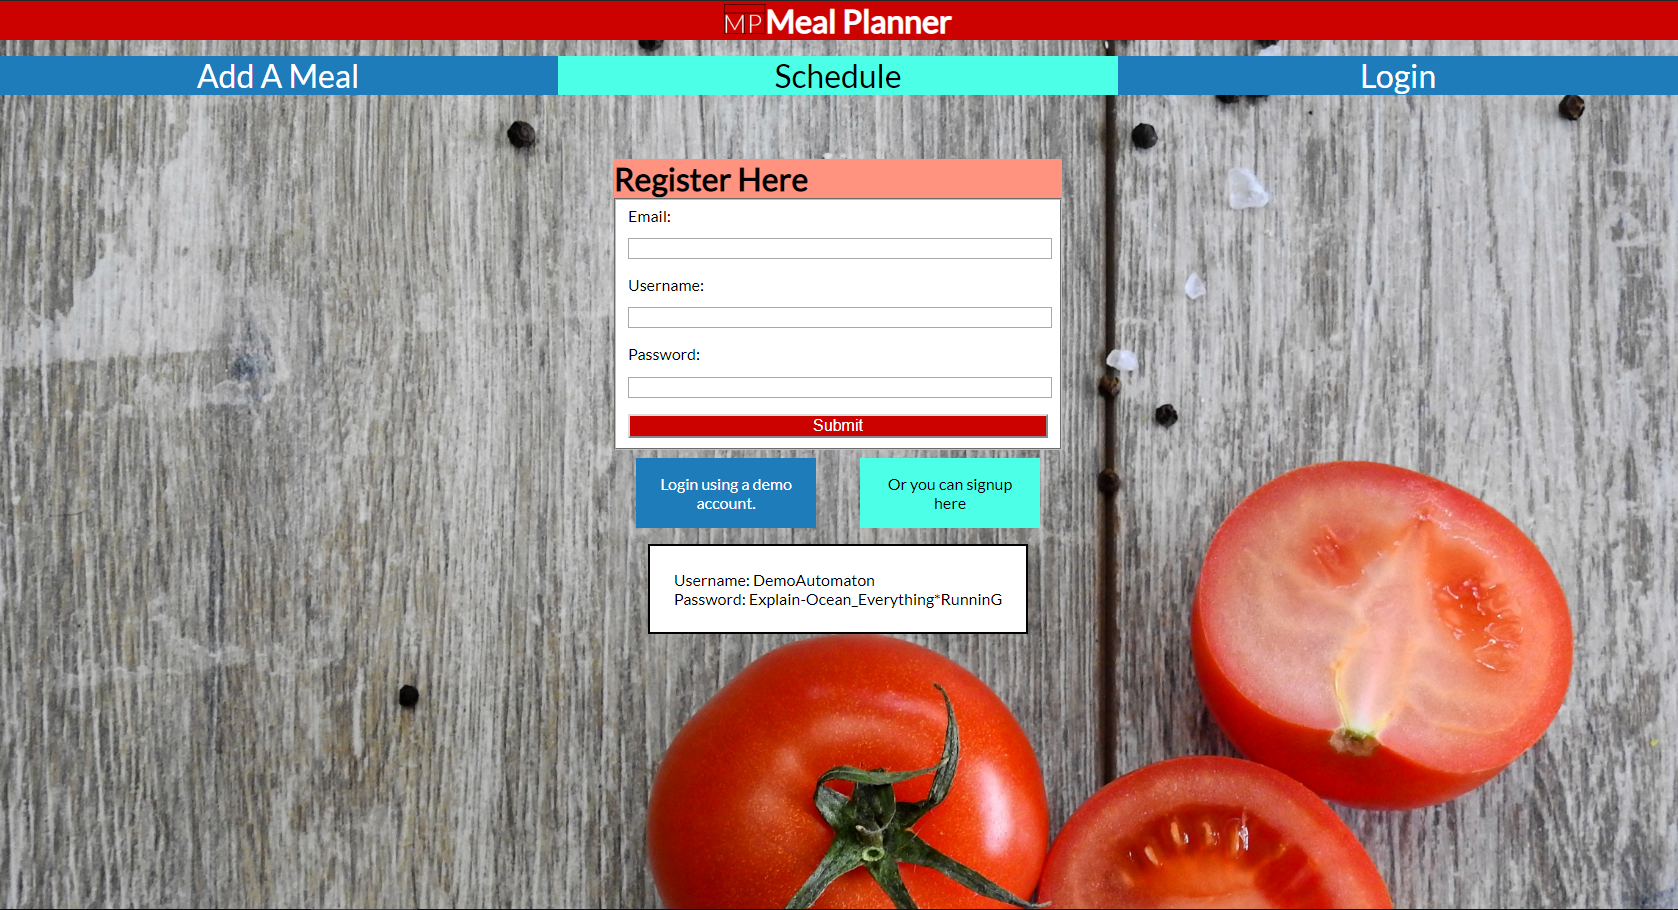 MP Meal Planner
Add A Meal
Schedule
Login
Register Here
Email:
Username:
Password:
Submit
Login using a demo
account.
Or you can signup
here
Username: DemoAutomaton
Password: Explain-Ocean_Everything*RunninG